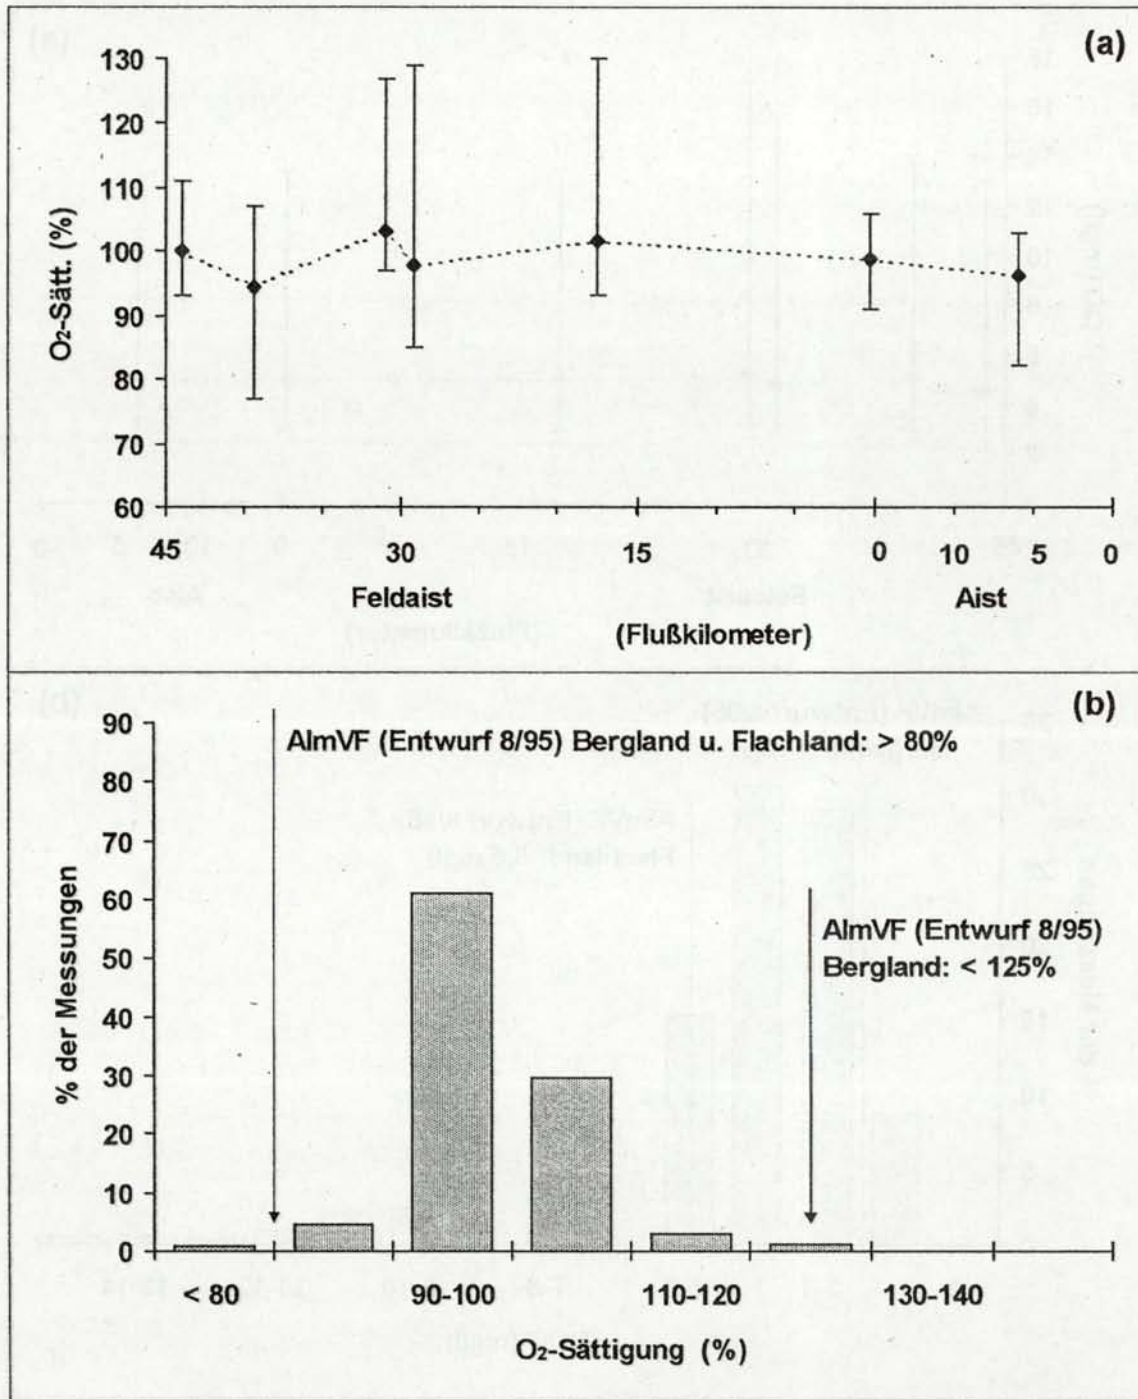 (a)
130
120
110
100
90
80
70
60
O2-Sätt. (%)
45 30 15 0 10 5 0
Feldaist Aist
(Flußkilometer)
(b)
90
80
70
60
50
40
30
20
10
0
% der Messungen
AImVF (Entwurf 8/95) Bergland u. Flachland: > 80%
AImVF (Entwurf 8/95)
Bergland: < 125%
< 80 90-100 110-120 130-140
O2-Sättigung (%)